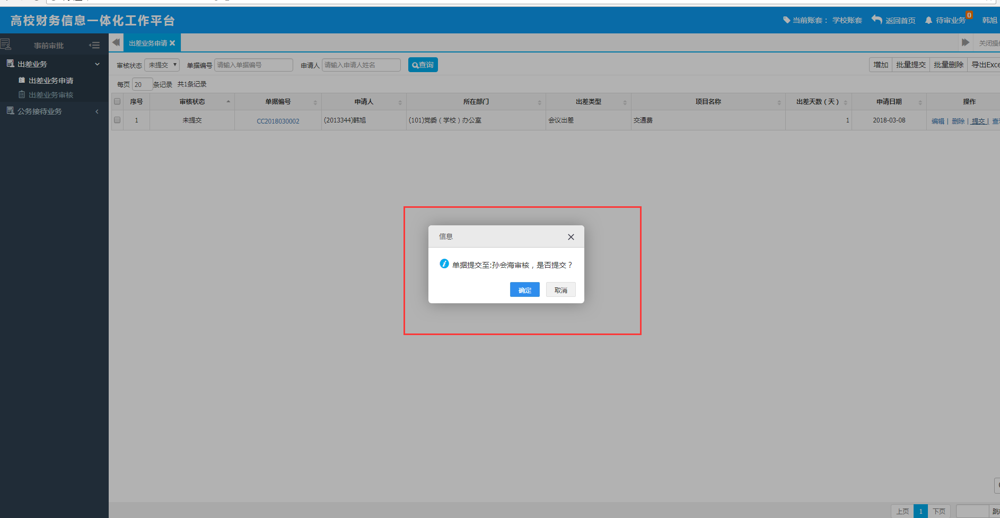 高校财务信息一体化工作平台
当前账套： 学校账套 返回首页 待审业务 0 韩旭
事前审批
出差业务申请
关闭操
出差业务
出差业务申请
出差业务审核
公务接待业务
审核状态 未提交 单据编号 请输入单据编号 申请人 请输入申请人姓名 查询 增加 批量提交 批量删除 导出Exce
每页 20 条记录 共1条记录
序号 审核状态 单据编号 申请人 所在部门 出差类型 项目名称 出差天数（天） 申请日期 操作
1 未提交 CC2018030002 (2013344)韩旭 (101)党委（学校）办公室 会议出差 交通费 1 2018-03-08 编辑 | 删除 | 提交 |
信息
单据提交至:孙会海审核，是否提交？
确定 取消
上页 1 下页